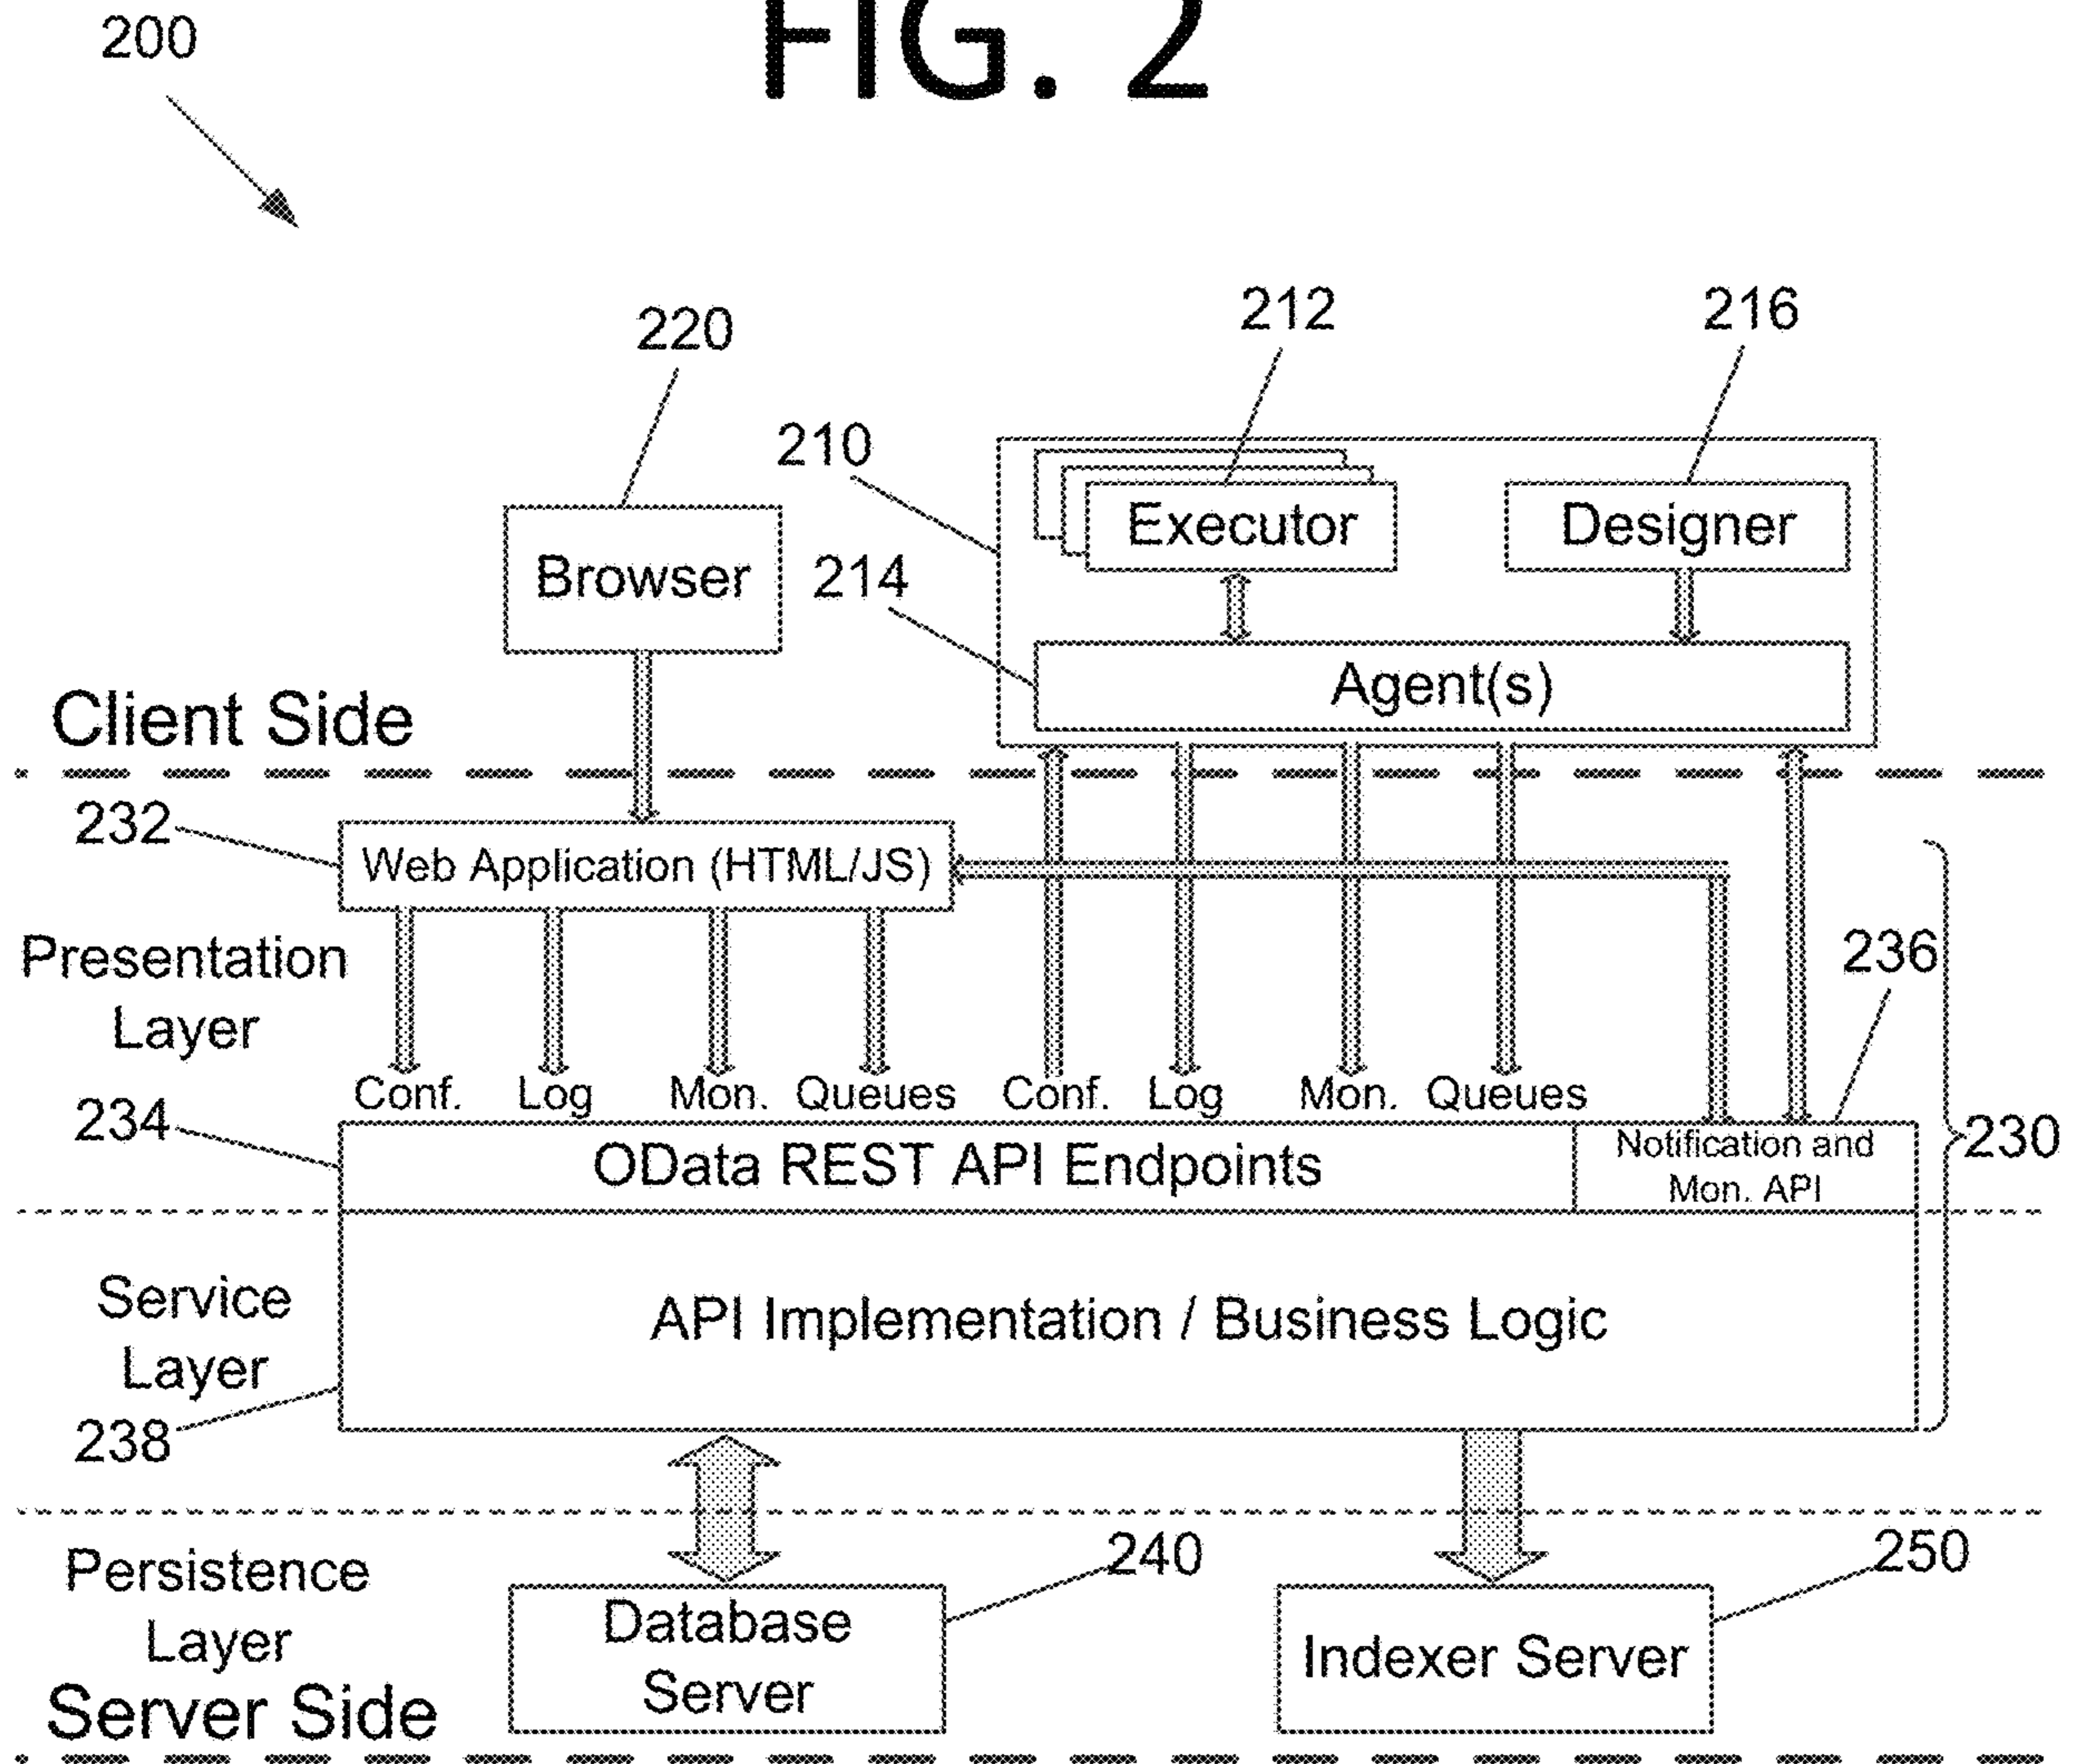 FIG. 2
200
220
212
216
210
Executor
Designer
Browser
214
Agent(s)
Client Side
232
Web Application (HTML/JS)
Presentation
Layer
236
Conf. Log Mon. Queues Conf. Log Mon. Queues
234
OData REST API Endpoints
Notification and
Mon. API
230
Service
Layer
API Implementation / Business Logic
238
Persistence
Layer
240
250
Database
Server
Indexer Server
Server Side